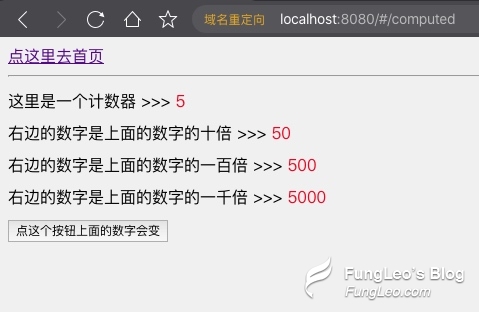 域名重定向 localhost:8080/#/computed
点这里去首页
这里是一个计数器 >>> 5
右边的数字是上面的数字的十倍 >>> 50
右边的数字是上面的数字的一百倍 >>> 500
右边的数字是上面的数字的一千倍 >>> 5000
点这个按钮上面的数字会变
FungLeo's Blog
FungLeo.com